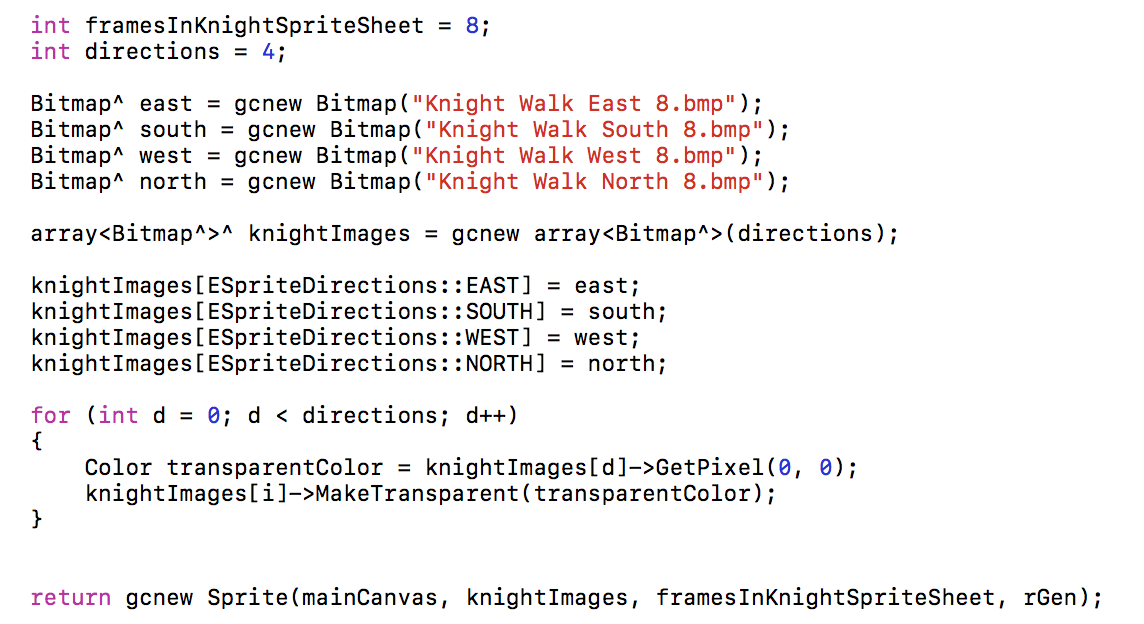 int framesInKnightSpriteSheet = 8;
int directions = 4;
Bitmap^ east = gcnew Bitmap("Knight Walk East 8.bmp");
Bitmap^ south = gcnew Bitmap("Knight Walk South 8.bmp");
Bitmap^ west = gcnew Bitmap("Knight Walk West 8.bmp");
Bitmap^ north = gcnew Bitmap("Knight Walk North 8.bmp");
array<Bitmap^>^ knightImages = gcnew array<Bitmap^>(directions);
knightImages[ESpriteDirections::EAST] = east;
knightImages[ESpriteDirections::SOUTH] = south;
knightImages[ESpriteDirections::WEST] = west;
knightImages[ESpriteDirections::NORTH] = north;
for (int d = 0; d < directions; d++)
{
    Color transparentColor = knightImages[d]->GetPixel(0, 0);
    knightImages[i]->MakeTransparent(transparentColor);
}
return gcnew Sprite(mainCanvas, knightImages, framesInKnightSpriteSheet, rGen);